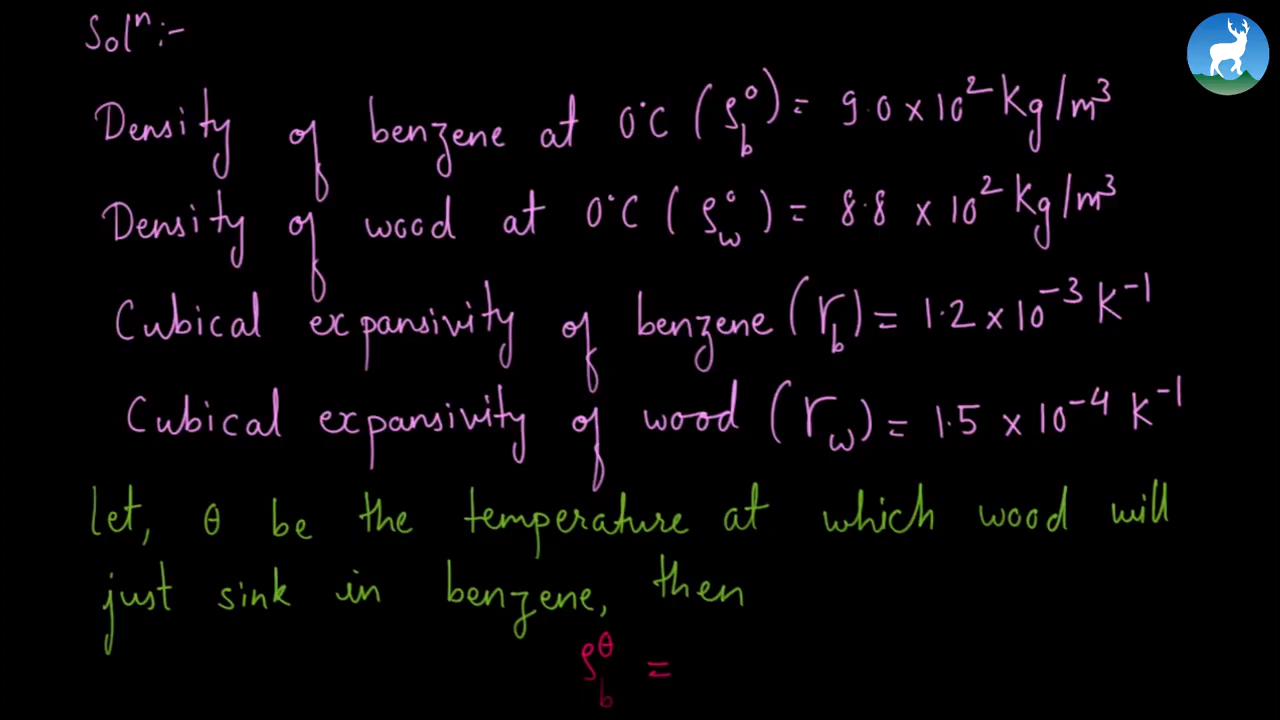 Solⁿ:-
Density of benzene at 0°C (ρ_b^0) = 9.0 × 10² Kg/m³
Density of wood at 0°C (ρ_w^0) = 8.8 × 10² Kg/m³
Cubical expansivity of benzene (r_b) = 1.2 × 10⁻³ K⁻¹
Cubical expansivity of wood (r_w) = 1.5 × 10⁻⁴ K⁻¹
let, θ be the temperature at which wood will
just sink in benzene, then
ρ_b^θ =